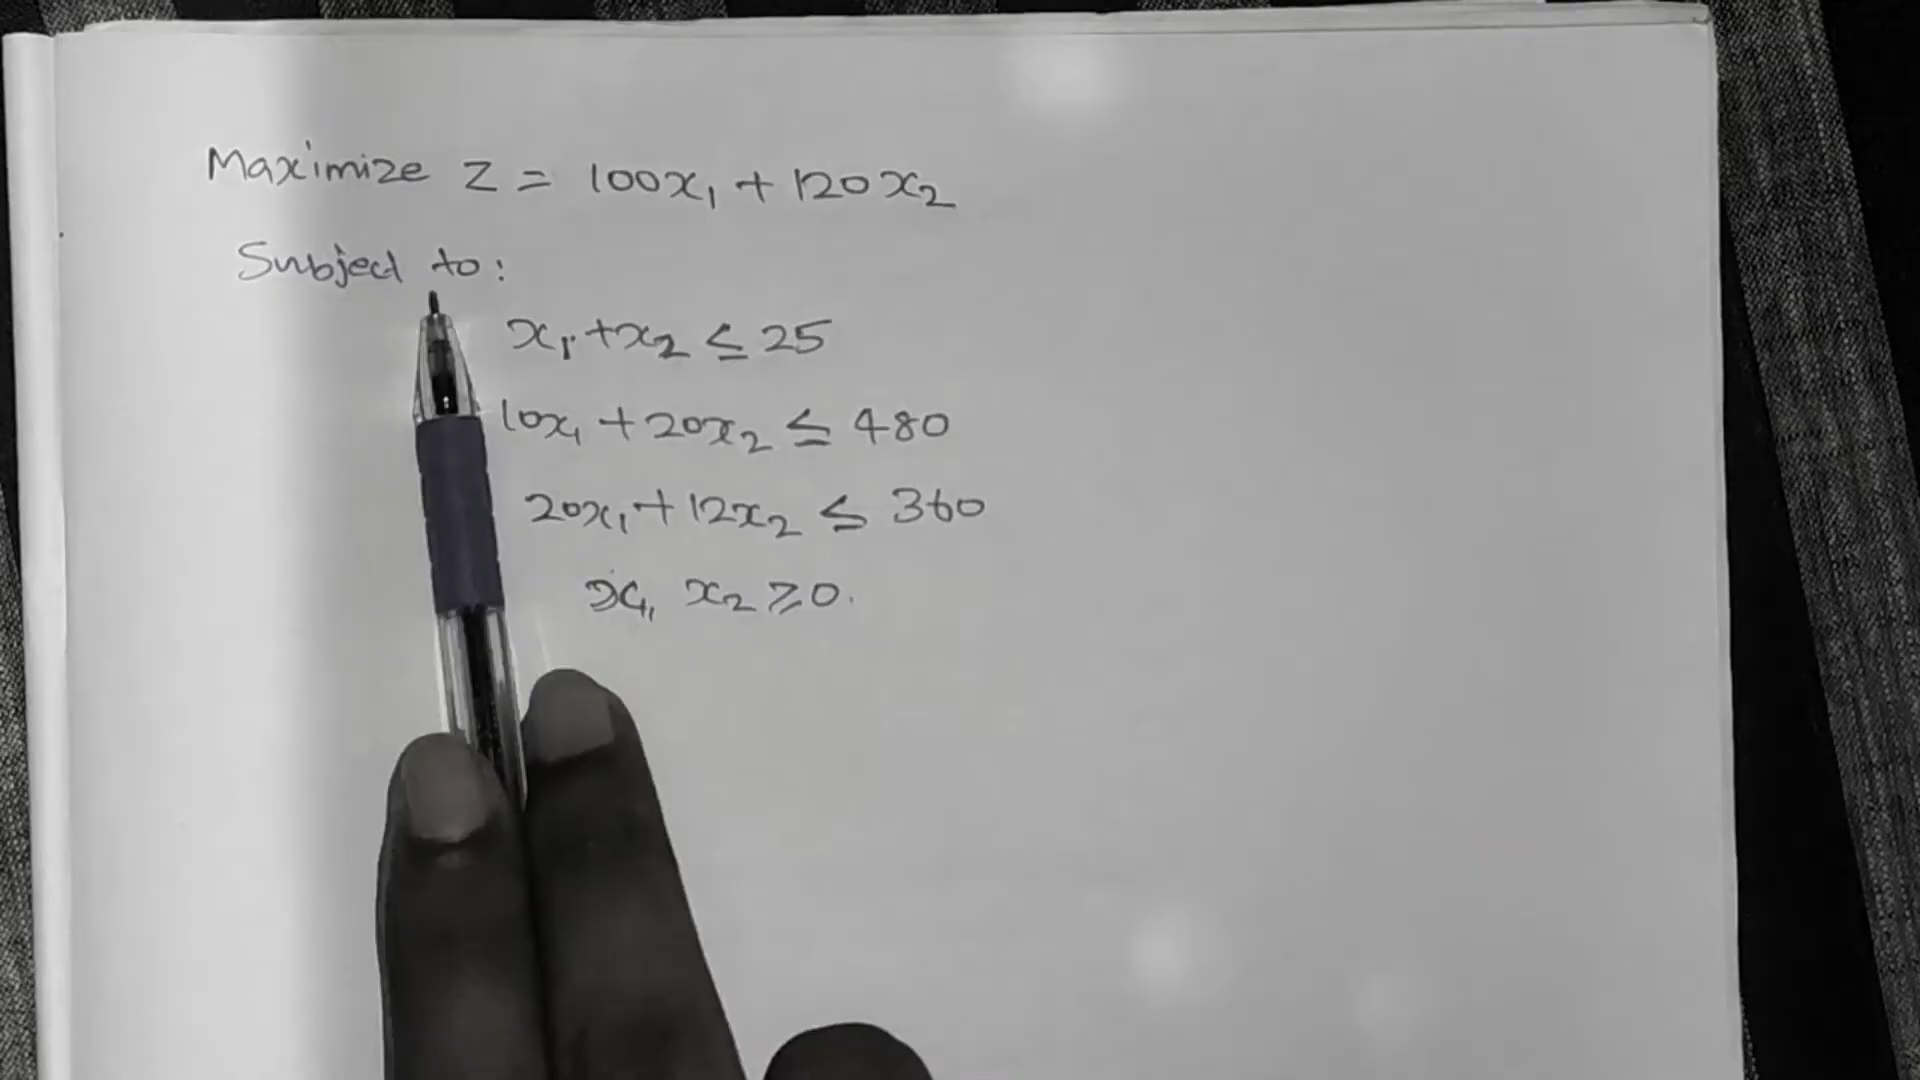 Maximize Z = 100x₁ + 120x₂
Subject to:
x₁ + x₂ ≤ 25
10x₁ + 20x₂ ≤ 480
20x₁ + 12x₂ ≤ 360
x₁, x₂ ≥ 0.